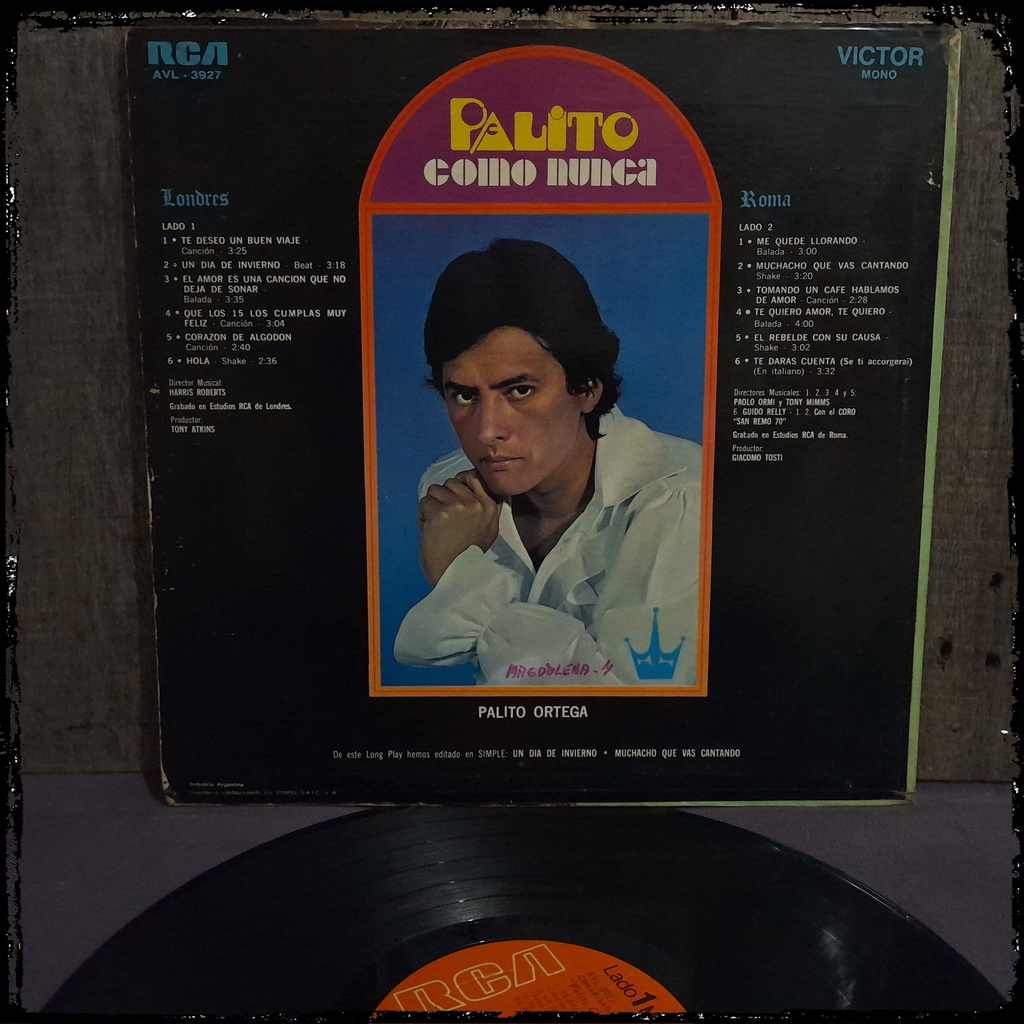 RCA
AVL - 3927
VICTOR
MONO
PALITO
COMO NUNCA
Londres
LADO 1
1 • TE DESEO UN BUEN VIAJE -
Canción - 3:25
2 • UN DIA DE INVIERNO - Beat - 3:18
3 • EL AMOR ES UNA CANCION QUE NO
DEJA DE SONAR
Balada - 3:35
4 • QUE LOS 15 LOS CUMPLAS MUY
FELIZ - Canción - 3:04
5 • CORAZON DE ALGODON
Canción - 2:40
6 • HOLA - Shake - 2:36
Director Musical:
HARRIS ROBERTS
Grabado en Estudios RCA de Londres.
Productor:
TONY ATKINS
Roma
LADO 2
1 • ME QUEDE LLORANDO -
Balada - 3:00
2 • MUCHACHO QUE VAS CANTANDO
Shake - 3:20
3 • TOMANDO UN CAFE HABLAMOS
DE AMOR - Canción - 2:28
4 • TE QUIERO AMOR, TE QUIERO -
Balada - 4:00
5 • EL REBELDE CON SU CAUSA -
Shake - 3:02
6 • TE DARAS CUENTA (Se ti accorgerai)
(En italiano) - 3:32
Directores Musicales: 1. 2. 3. 4 y 5:
PAOLO ORMI y TONY MIMMS
6. GUIDO RELLY - 1. 2. Con el CORO
"SAN REMO 70"
Grabado en Estudios RCA de Roma.
Productor:
GIACOMO TOSTI
MAGDALENA - 4
PALITO ORTEGA
De este Long Play hemos editado en SIMPLE: UN DIA DE INVIERNO • MUCHACHO QUE VAS CANTANDO
Industria Argentina
RCA
Lado 1